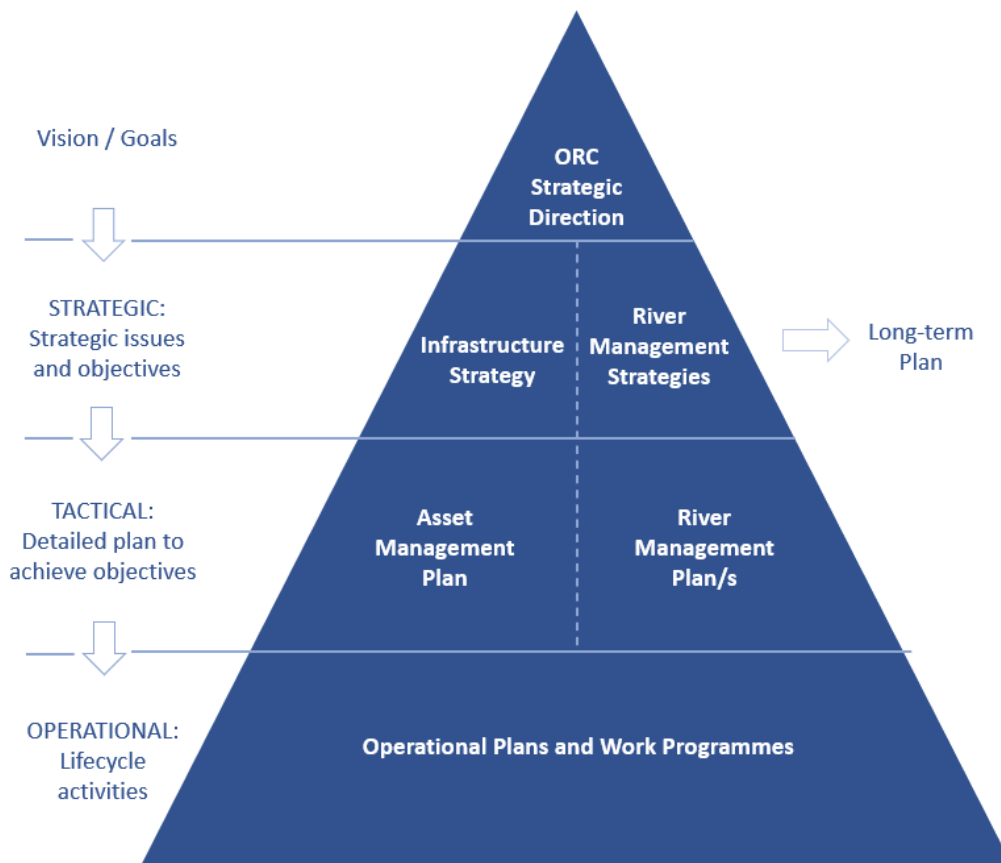 Vision / Goals
ORC
Strategic
Direction
STRATEGIC:
Strategic issues
and objectives
Infrastructure
Strategy
River
Management
Strategies
Long-term
Plan
TACTICAL:
Detailed plan to
achieve objectives
Asset
Management
Plan
River
Management
Plan/s
OPERATIONAL:
Lifecycle
activities
Operational Plans and Work Programmes